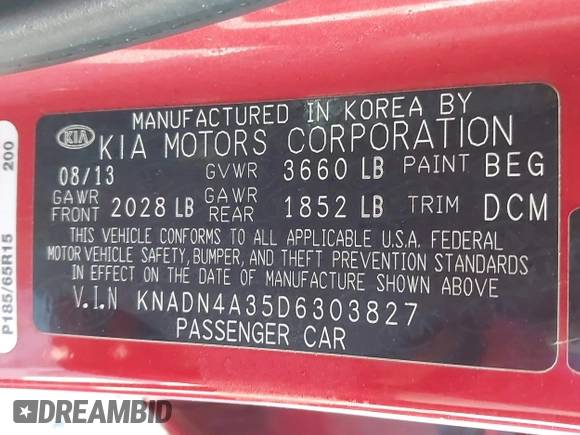 MANUFACTURED IN KOREA BY
KIA KIA MOTORS CORPORATION
08/13 GVWR 3660 LB PAINT BEG
GAWR FRONT 2028 LB GAWR REAR 1852 LB TRIM DCM
THIS VEHICLE CONFORMS TO ALL APPLICABLE U.S.A. FEDERAL
MOTOR VEHICLE SAFETY, BUMPER, AND THEFT PREVENTION STANDARDS
IN EFFECT ON THE DATE OF MANUFACTURE SHOWN ABOVE
V.I.N KNADN4A35D6303827
PASSENGER CAR
P185/65R15 200
DREAMBID